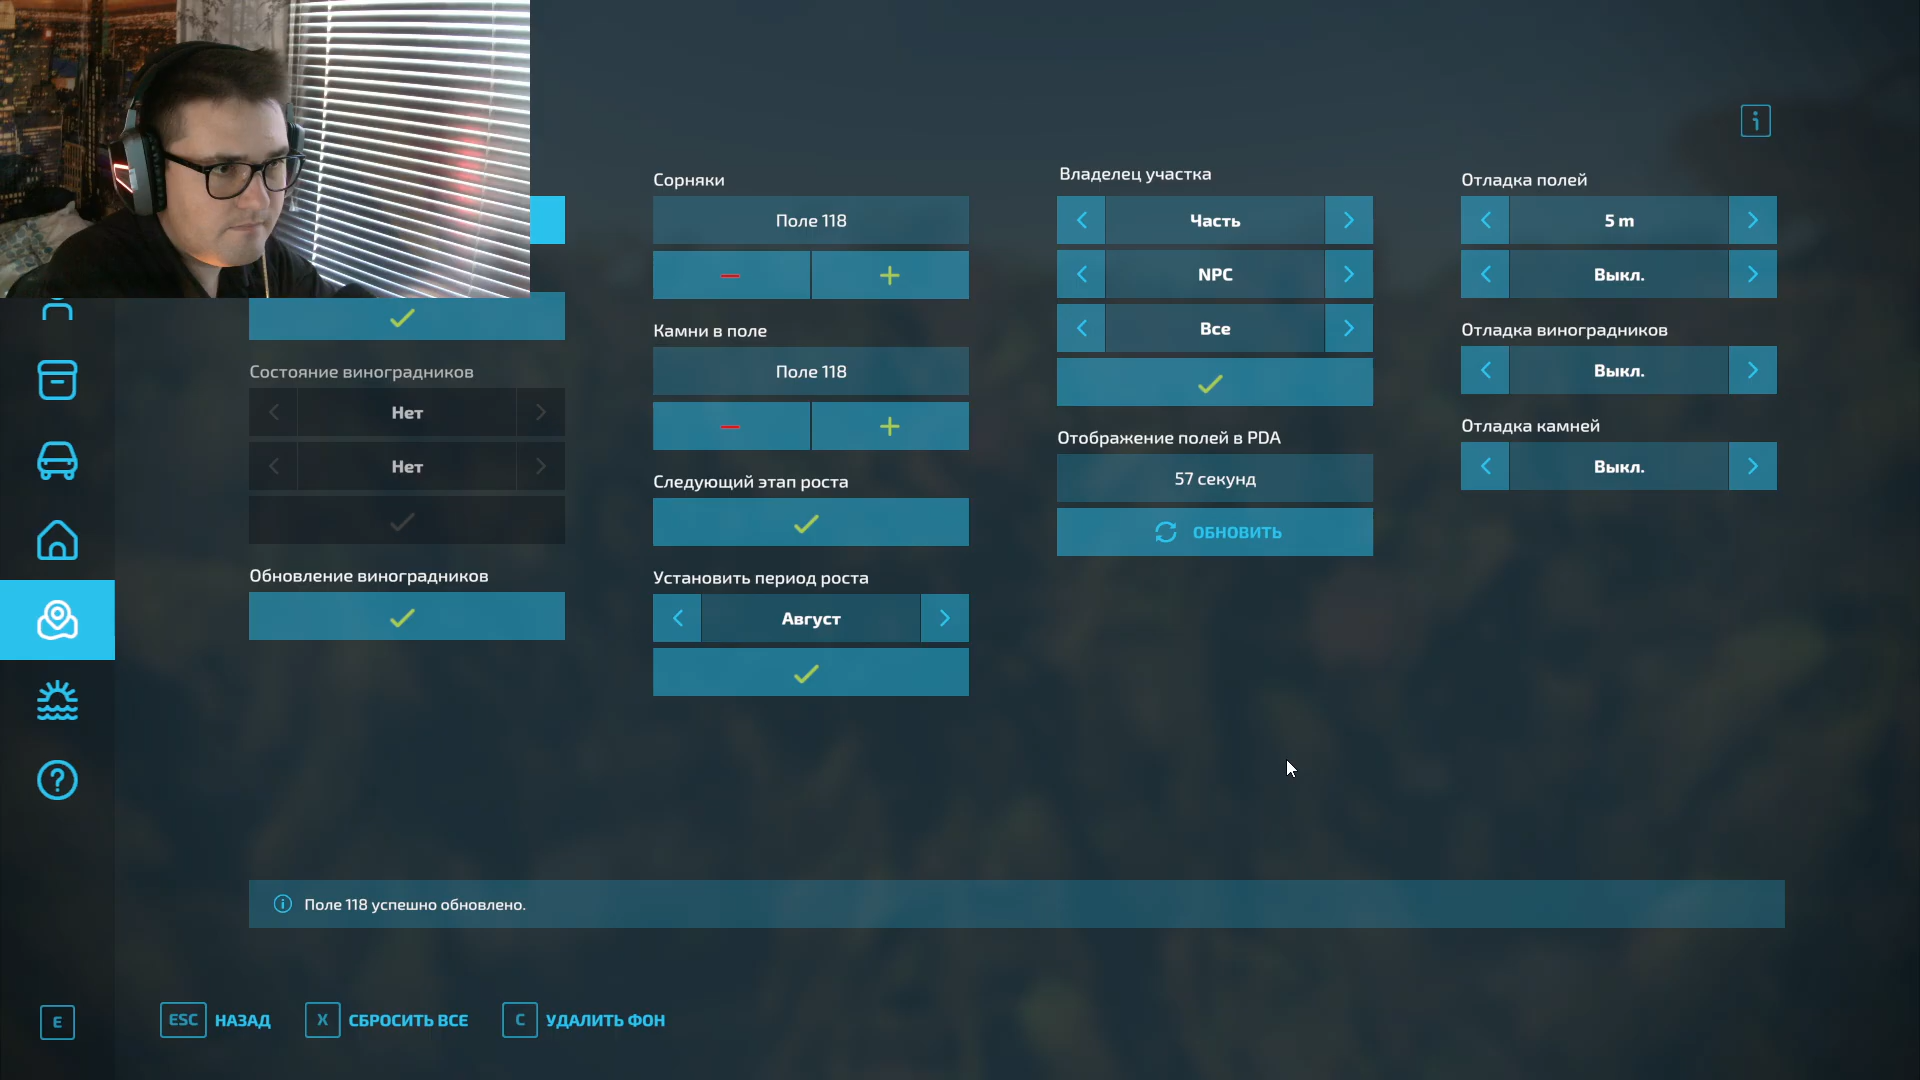 Состояние виноградников
Нет
Нет
Обновление виноградников
Сорняки
Поле 118
Камни в поле
Поле 118
Следующий этап роста
Установить период роста
Август
Владелец участка
Часть
NPC
Все
Отображение полей в PDA
57 секунд
ОБНОВИТЬ
Отладка полей
5 m
Выкл.
Отладка виноградников
Выкл.
Отладка камней
Выкл.
Поле 118 успешно обновлено.
E
ESC НАЗАД
X СБРОСИТЬ ВСЕ
C УДАЛИТЬ ФОН